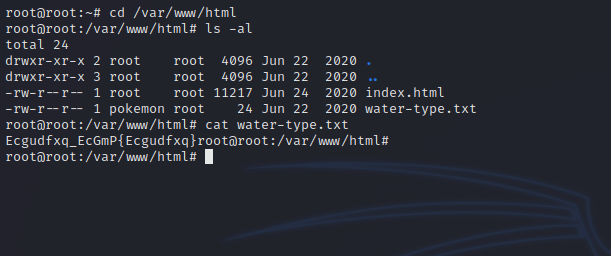 root@root:~# cd /var/www/html
root@root:/var/www/html# ls -al
total 24
drwxr-xr-x 2 root    root  4096 Jun 22  2020 .
drwxr-xr-x 3 root    root  4096 Jun 22  2020 ..
-rw-r--r-- 1 root    root 11217 Jun 24  2020 index.html
-rw-r--r-- 1 pokemon root    24 Jun 22  2020 water-type.txt
root@root:/var/www/html# cat water-type.txt
Ecgudfxq_EcGmP{Ecgudfxq}root@root:/var/www/html#
root@root:/var/www/html#